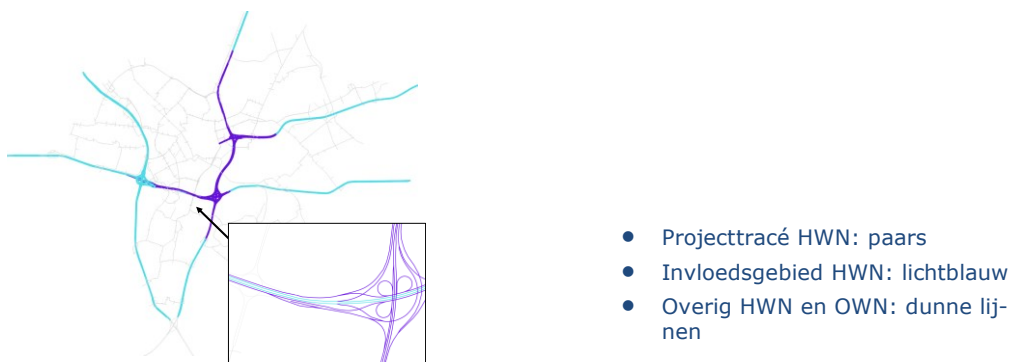 • Projecttracé HWN: paars
• Invloedsgebied HWN: lichtblauw
• Overig HWN en OWN: dunne lij-
nen